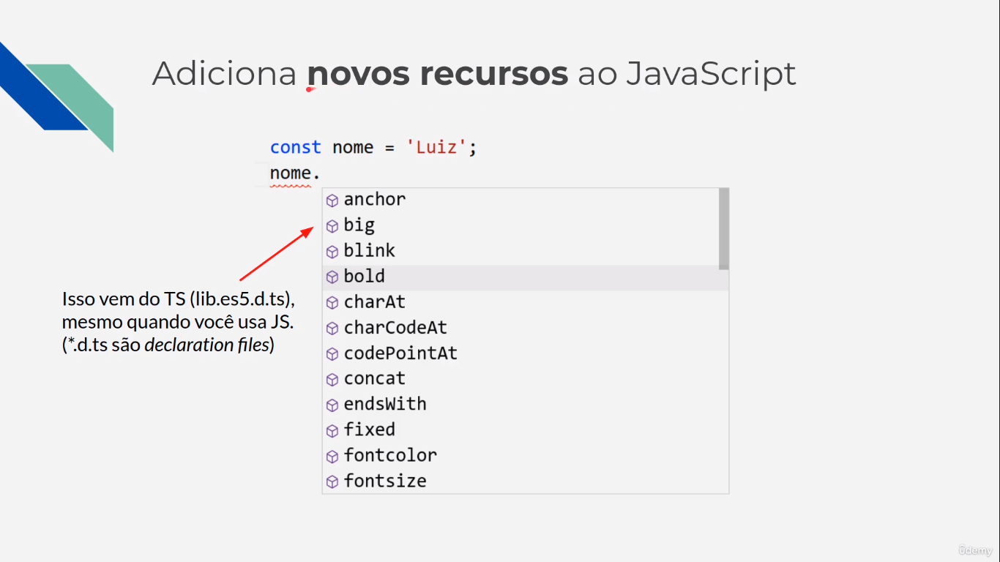 Adiciona novos recursos ao JavaScript
const nome = 'Luiz';
nome.
anchor
big
blink
bold
charAt
charCodeAt
codePointAt
concat
endsWith
fixed
fontcolor
fontsize
Isso vem do TS (lib.es5.d.ts),
mesmo quando você usa JS.
(*.d.ts são declaration files)
ûdemy